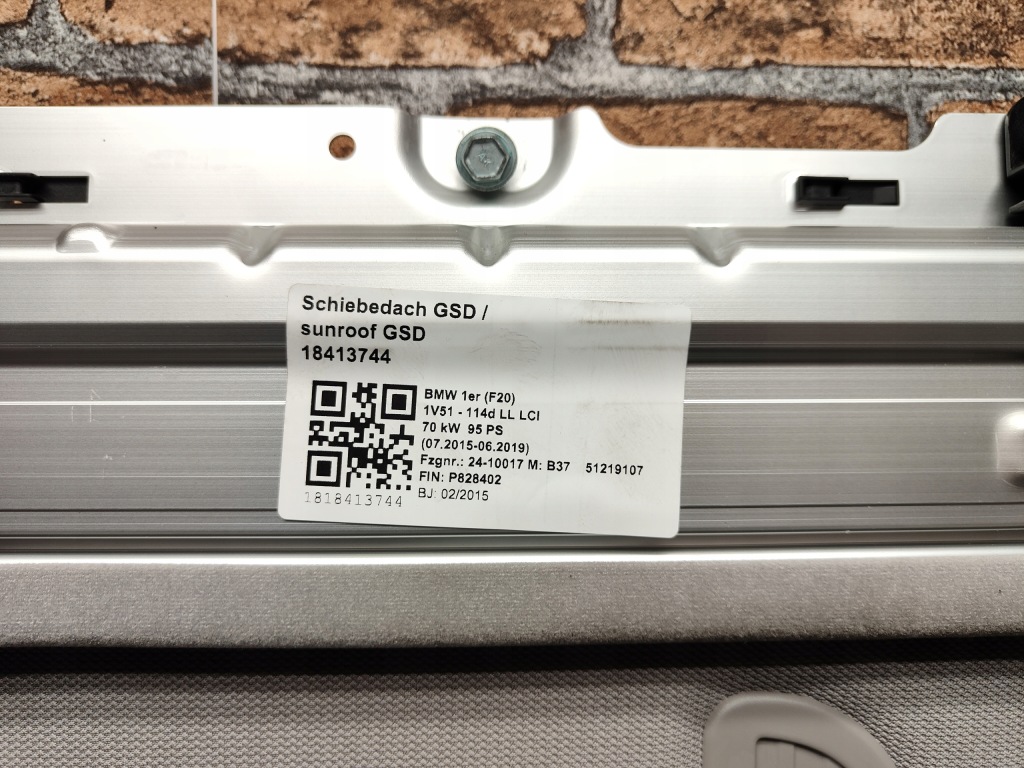 Schiebedach GSD /
sunroof GSD
18413744
BMW 1er (F20)
1V51 - 114d LL LCI
70 kW 95 PS
(07.2015-06.2019)
Fzgnr.: 24-10017 M: B37 51219107
FIN: P828402
BJ: 02/2015
1818413744